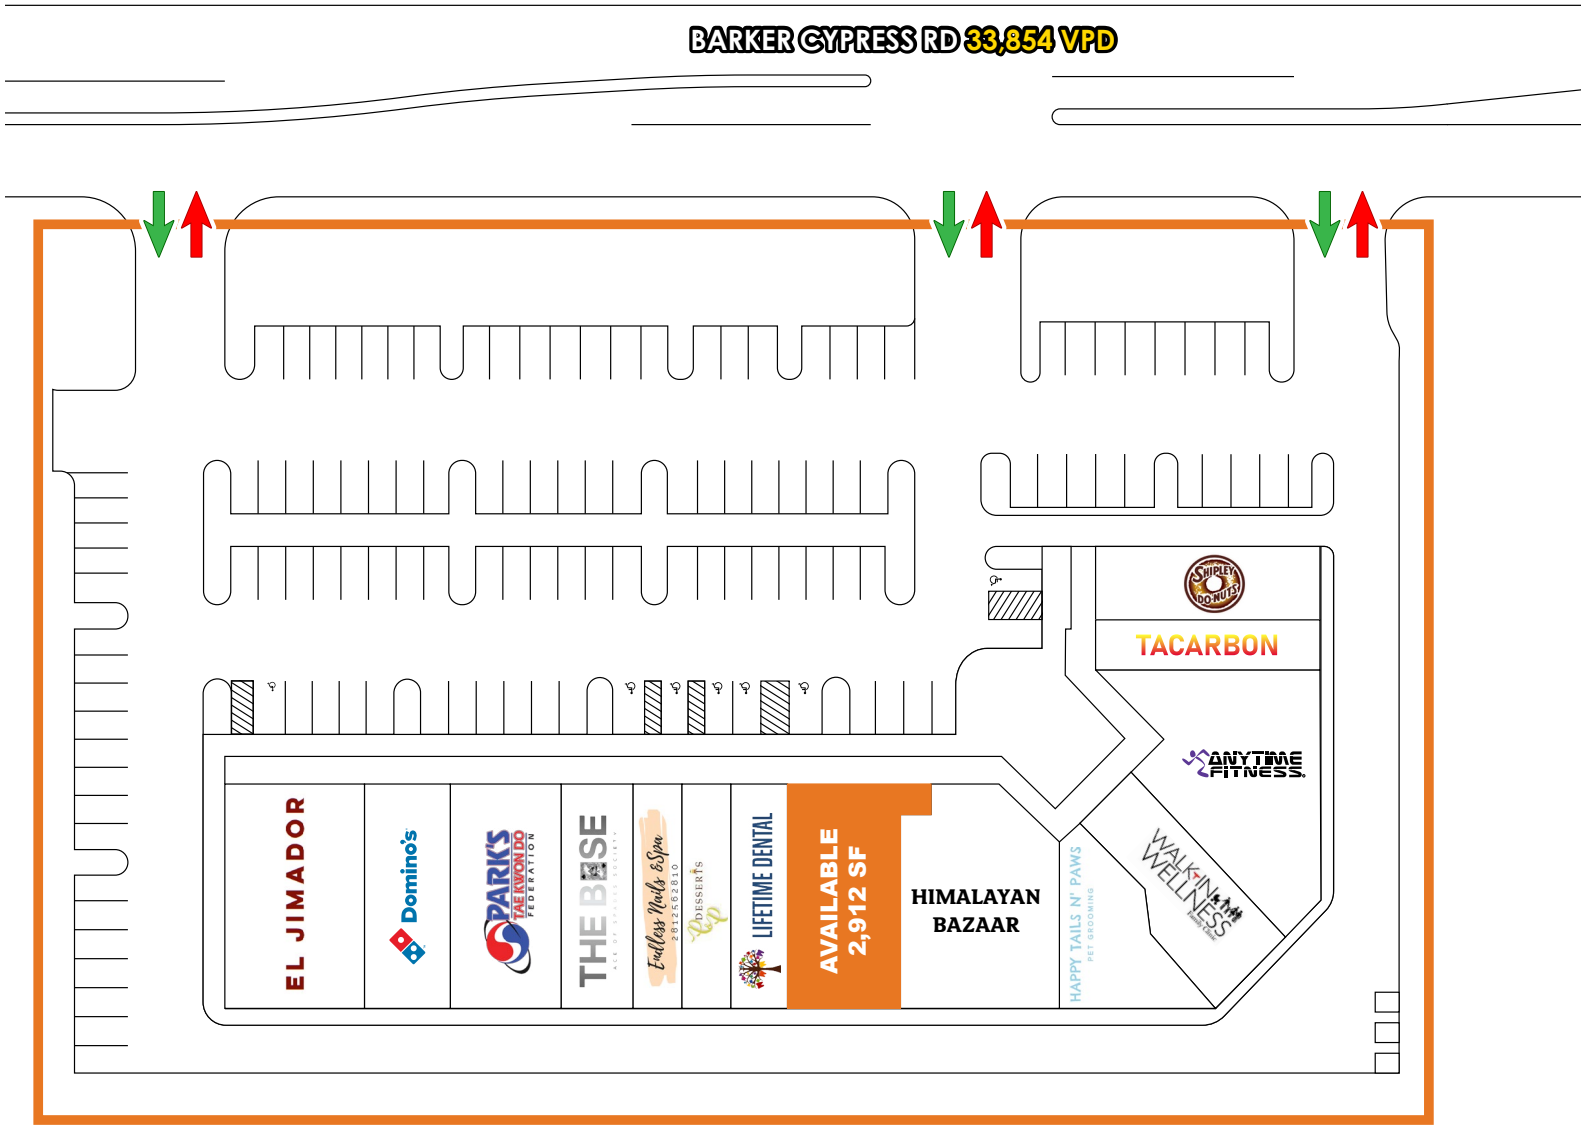 BARKER CYPRESS RD 33,854 VPD
SHIPLEY
DO-NUTS
TACARBON
ANYTIME
FITNESS.
WALK-IN
WELLNESS
Family Clinic
EL JIMADOR
Domino's
PARK'S
TAE KWON DO
FEDERATION
THE BASE
Endless Nails & Spa
2812562810
DESSERTS
LIFETIME DENTAL
AVAILABLE
2,912 SF
HIMALAYAN
BAZAAR
HAPPY TAILS N' PAWS
PET GROOMING